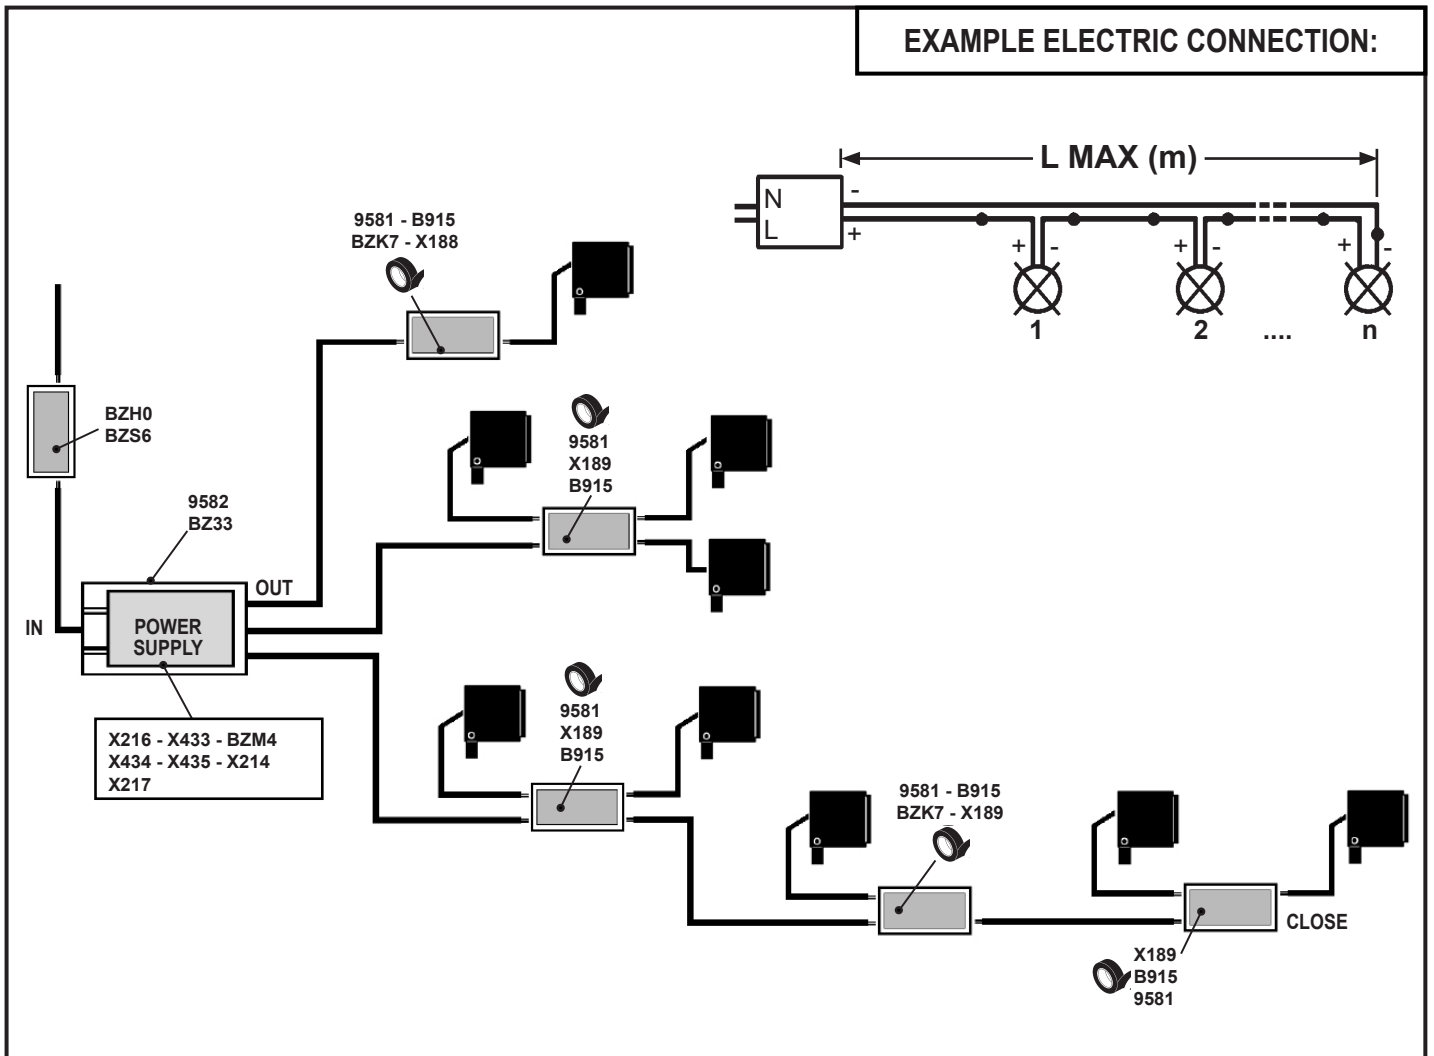 EXAMPLE ELECTRIC CONNECTION:
L MAX (m)
N
L
-
+
+
-
+
-
+
-
1
2
....
n
9581 - B915
BZK7 - X188
BZH0
BZS6
9581
X189
B915
9582
BZ33
OUT
IN
POWER
SUPPLY
X216 - X433 - BZM4
X434 - X435 - X214
X217
9581
X189
B915
9581 - B915
BZK7 - X189
CLOSE
X189
B915
9581